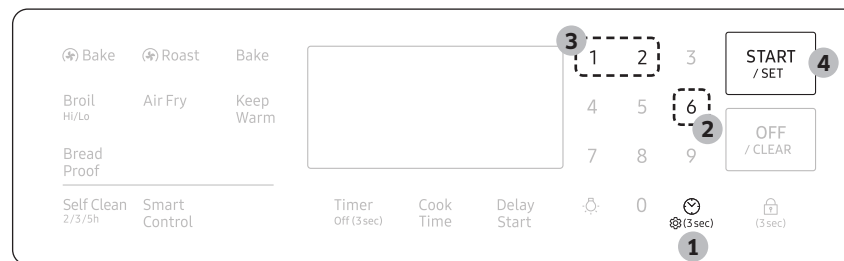 Bake Roast Bake
3
1 2 3
START
/ SET
4
Broil
Hi/Lo
Air Fry
Keep
Warm
4 5 6
2
OFF
/ CLEAR
Bread
Proof
7 8 9
Self Clean
2/3/5h
Smart
Control
Timer
Off (3 sec)
Cook
Time
Delay
Start
0
(3 sec)
1
(3 sec)